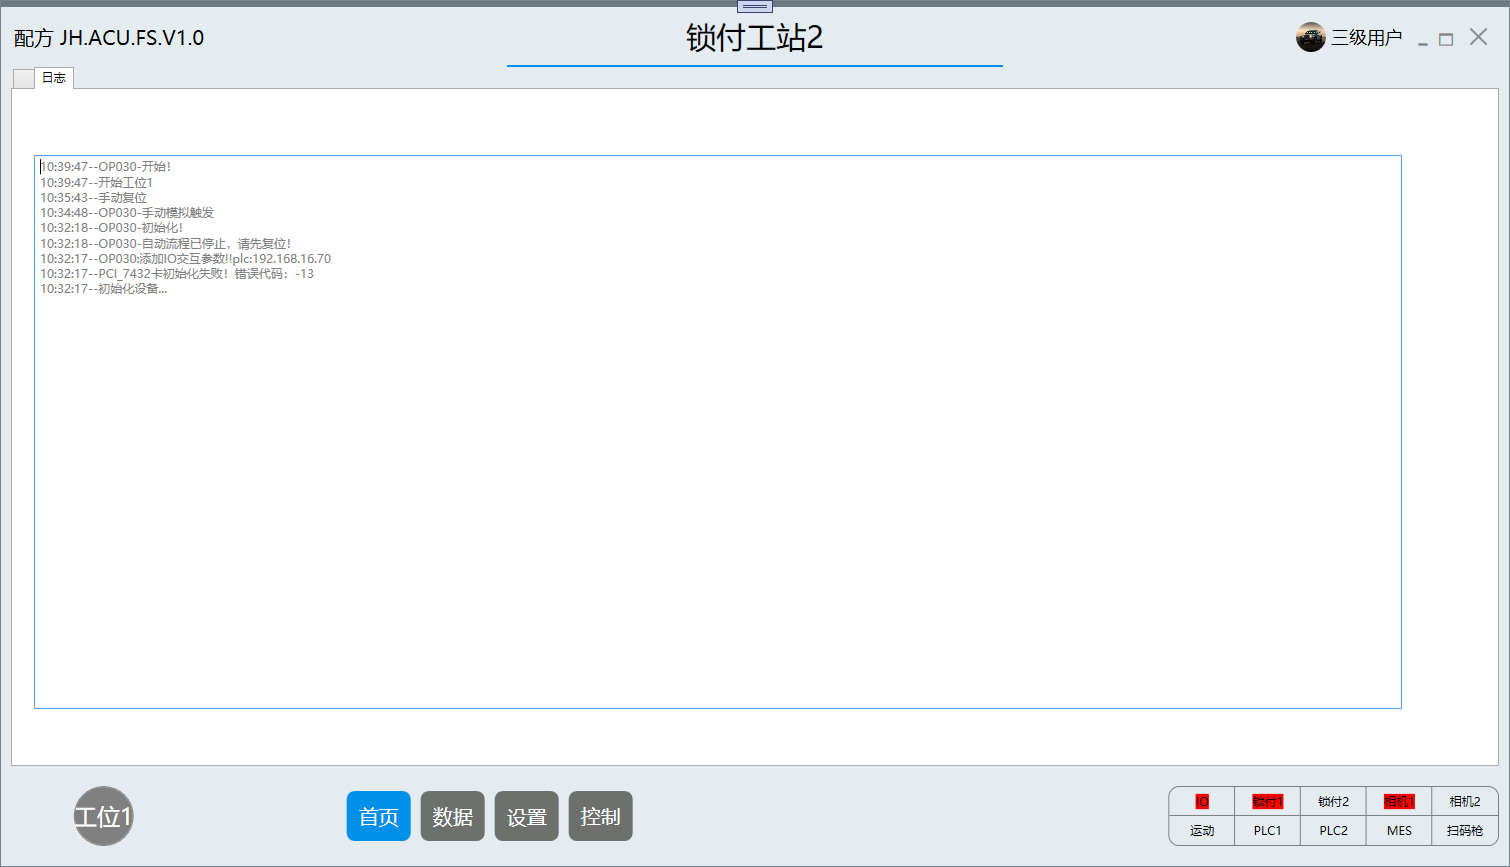 配方 JH.ACU.FS.V1.0
锁付工站2
三级用户
日志
10:39:47--OP030-开始!
10:39:47--开始工位1
10:35:43--手动复位
10:34:48--OP030-手动模拟触发
10:32:18--OP030-初始化!
10:32:18--OP030-自动流程已停止，请先复位!
10:32:17--OP030:添加IO交互参数!!plc:192.168.16.70
10:32:17--PCI_7432卡初始化失败！错误代码：-13
10:32:17--初始化设备...
工位1
首页 数据 设置 控制
IO 锁付1 锁付2 相机1 相机2
运动 PLC1 PLC2 MES 扫码枪